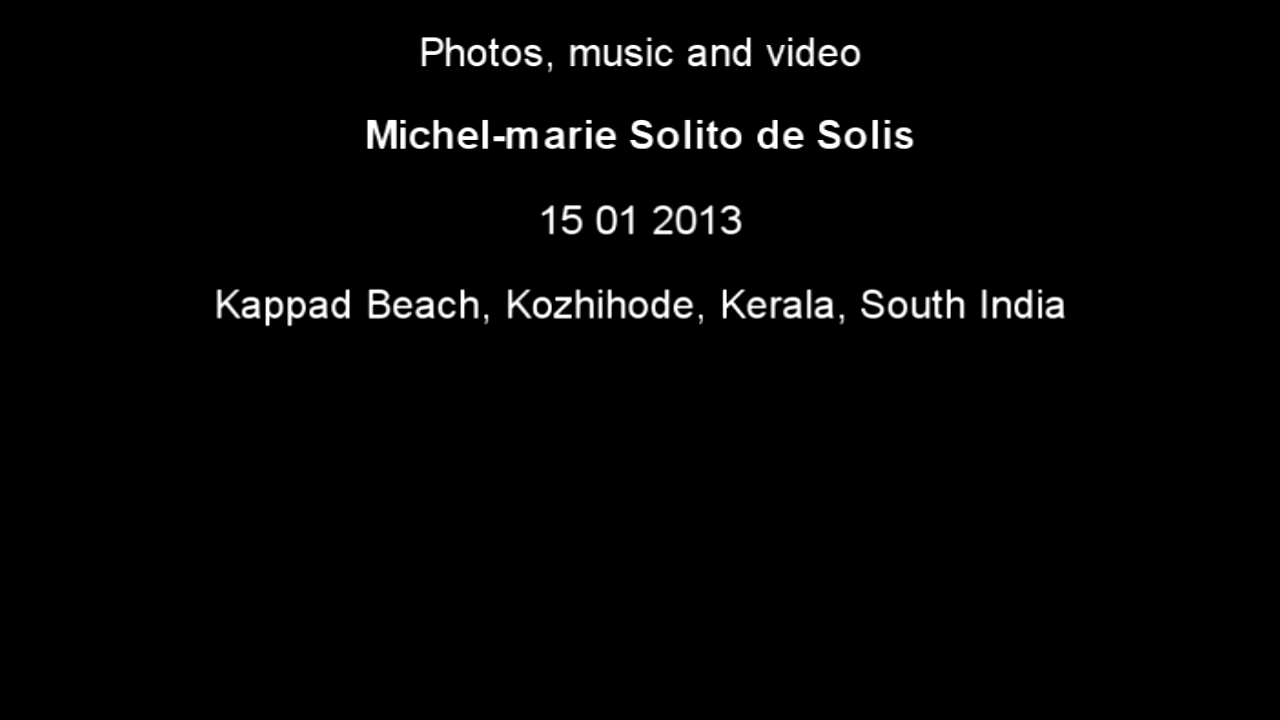 Photos, music and video
Michel-marie Solito de Solis
15 01 2013
Kappad Beach, Kozhihode, Kerala, South India